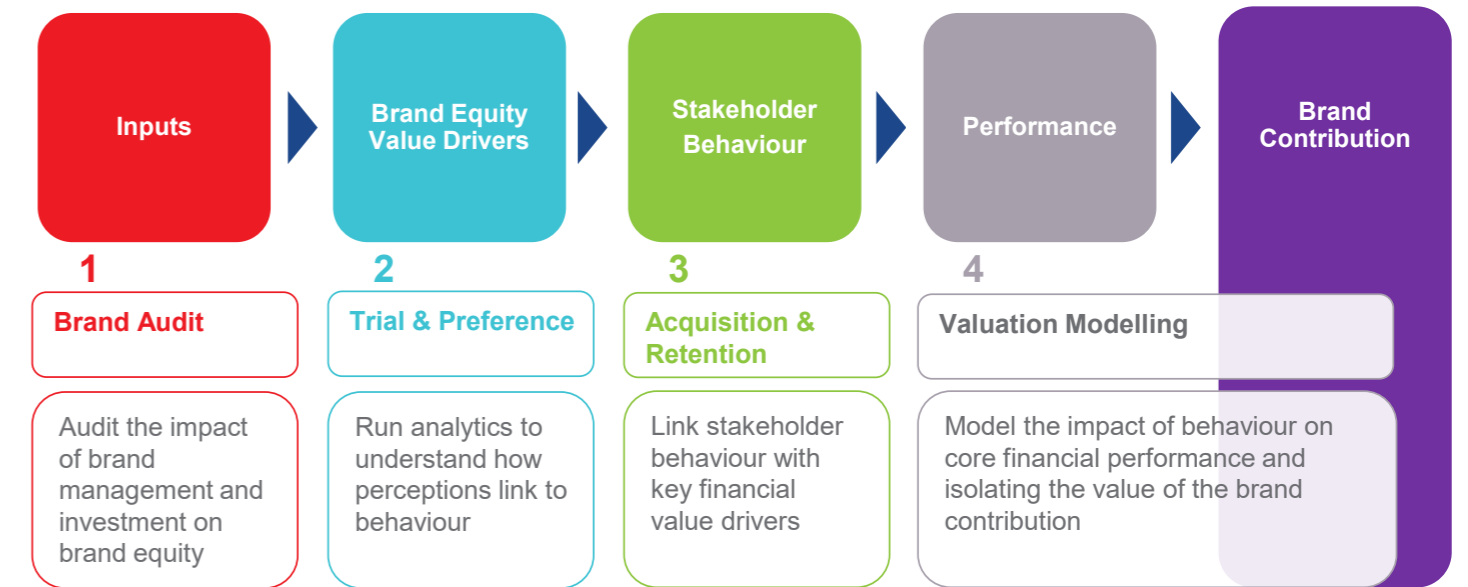 Inputs
Brand Equity
Value Drivers
Stakeholder
Behaviour
Performance
Brand
Contribution
1
2
3
4
Brand Audit
Trial & Preference
Acquisition &
Retention
Valuation Modelling
Audit the impact
of brand
management and
investment on
brand equity
Run analytics to
understand how
perceptions link to
behaviour
Link stakeholder
behaviour with
key financial
value drivers
Model the impact of behaviour on
core financial performance and
isolating the value of the brand
contribution